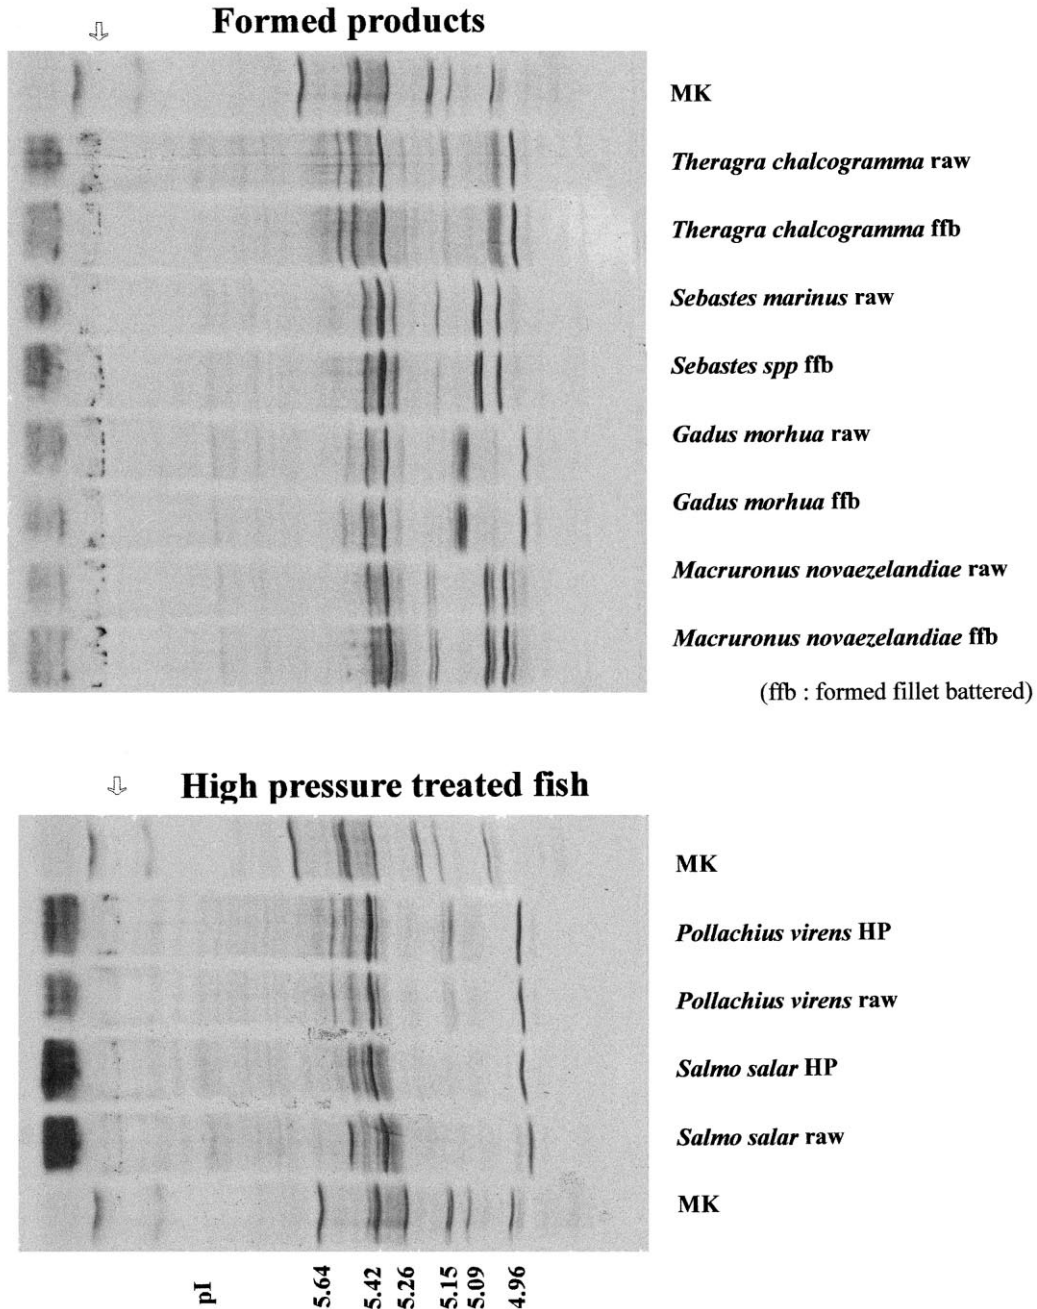 Formed products
MK
Theragra chalcogramma raw
Theragra chalcogramma ffb
Sebastes marinus raw
Sebastes spp ffb
Gadus morhua raw
Gadus morhua ffb
Macruronus novaezelandiae raw
Macruronus novaezelandiae ffb
(ffb : formed fillet battered)
High pressure treated fish
MK
Pollachius virens HP
Pollachius virens raw
Salmo salar HP
Salmo salar raw
MK
pI
5.64
5.42
5.26
5.15
5.09
4.96